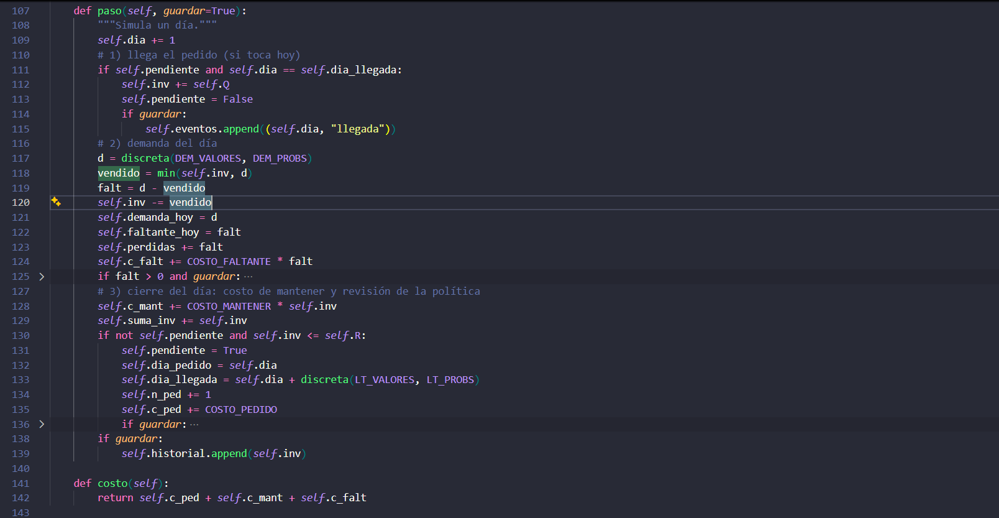 107     def paso(self, guardar=True):
108         """Simula un día."""
109         self.dia += 1
110         # 1) llega el pedido (si toca hoy)
111         if self.pendiente and self.dia == self.dia_llegada:
112             self.inv += self.Q
113             self.pendiente = False
114             if guardar:
115                 self.eventos.append((self.dia, "llegada"))
116         # 2) demanda del día
117         d = discreta(DEM_VALORES, DEM_PROBS)
118         vendido = min(self.inv, d)
119         falt = d - vendido
120         self.inv -= vendido
121         self.demanda_hoy = d
122         self.faltante_hoy = falt
123         self.perdidas += falt
124         self.c_falt += COSTO_FALTANTE * falt
125         if falt > 0 and guardar:···
127         # 3) cierre del día: costo de mantener y revisión de la política
128         self.c_mant += COSTO_MANTENER * self.inv
129         self.suma_inv += self.inv
130         if not self.pendiente and self.inv <= self.R:
131             self.pendiente = True
132             self.dia_pedido = self.dia
133             self.dia_llegada = self.dia + discreta(LT_VALORES, LT_PROBS)
134             self.n_ped += 1
135             self.c_ped += COSTO_PEDIDO
136             if guardar:···
138         if guardar:
139             self.historial.append(self.inv)
140
141     def costo(self):
142         return self.c_ped + self.c_mant + self.c_falt
143